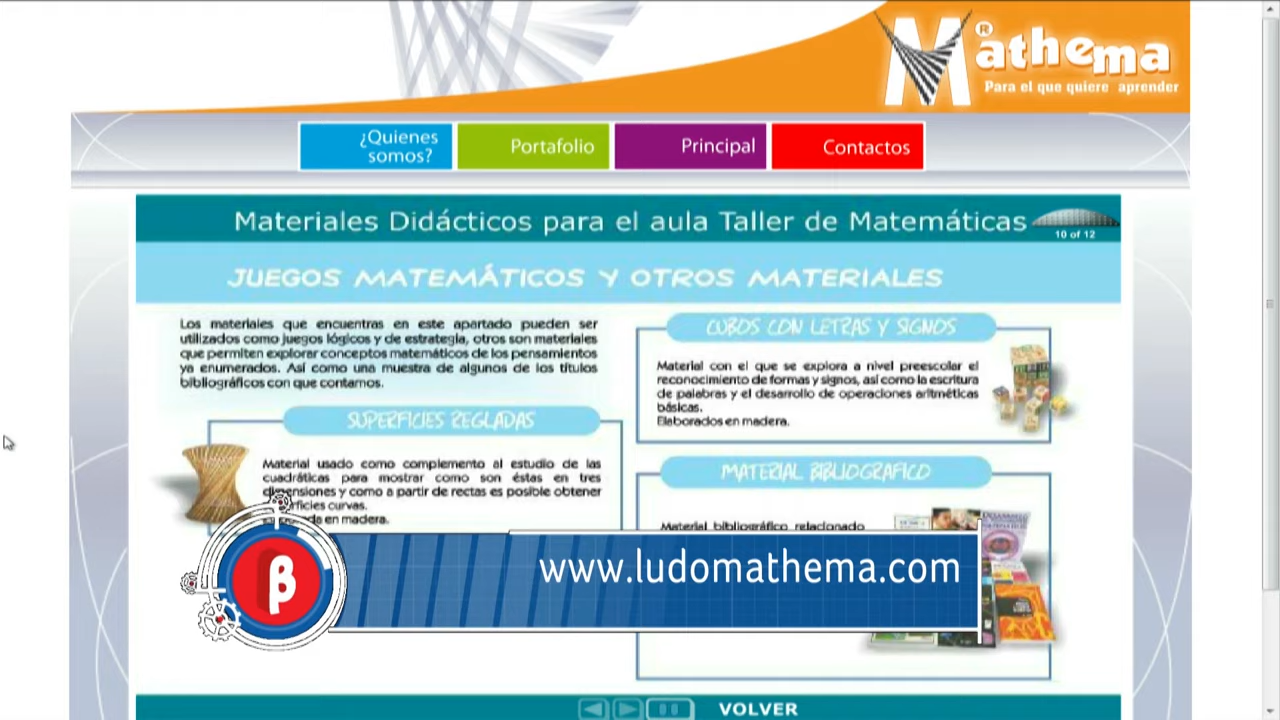 Mathema
®
Para el que quiere aprender
¿Quienes
somos?
Portafolio
Principal
Contactos
Materiales Didácticos para el aula Taller de Matemáticas
10 of 12
JUEGOS MATEMÁTICOS Y OTROS MATERIALES
Los materiales que encuentras en este apartado pueden ser
utilizados como juegos lógicos y de estrategia, otros son materiales
que permiten explorar conceptos matemáticos de los pensamientos
ya enumerados. Así como una muestra de algunos de los títulos
bibliográficos con que contamos.
SUPERFICIES REGLADAS
Material usado como complemento al estudio de las
cuadráticas para mostrar como son éstas en tres
dimensiones y como a partir de rectas es posible obtener
curvas.
en madera.
CUBOS CON LETRAS Y SIGNOS
Material con el que se explora a nivel preescolar el
reconocimiento de formas y signos, así como la escritura
de palabras y el desarrollo de operaciones aritméticas
básicas.
Elaborados en madera.
MATERIAL BIBLIOGRAFICO
Material bibliográfico relacionado
β
www.ludomathema.com
VOLVER